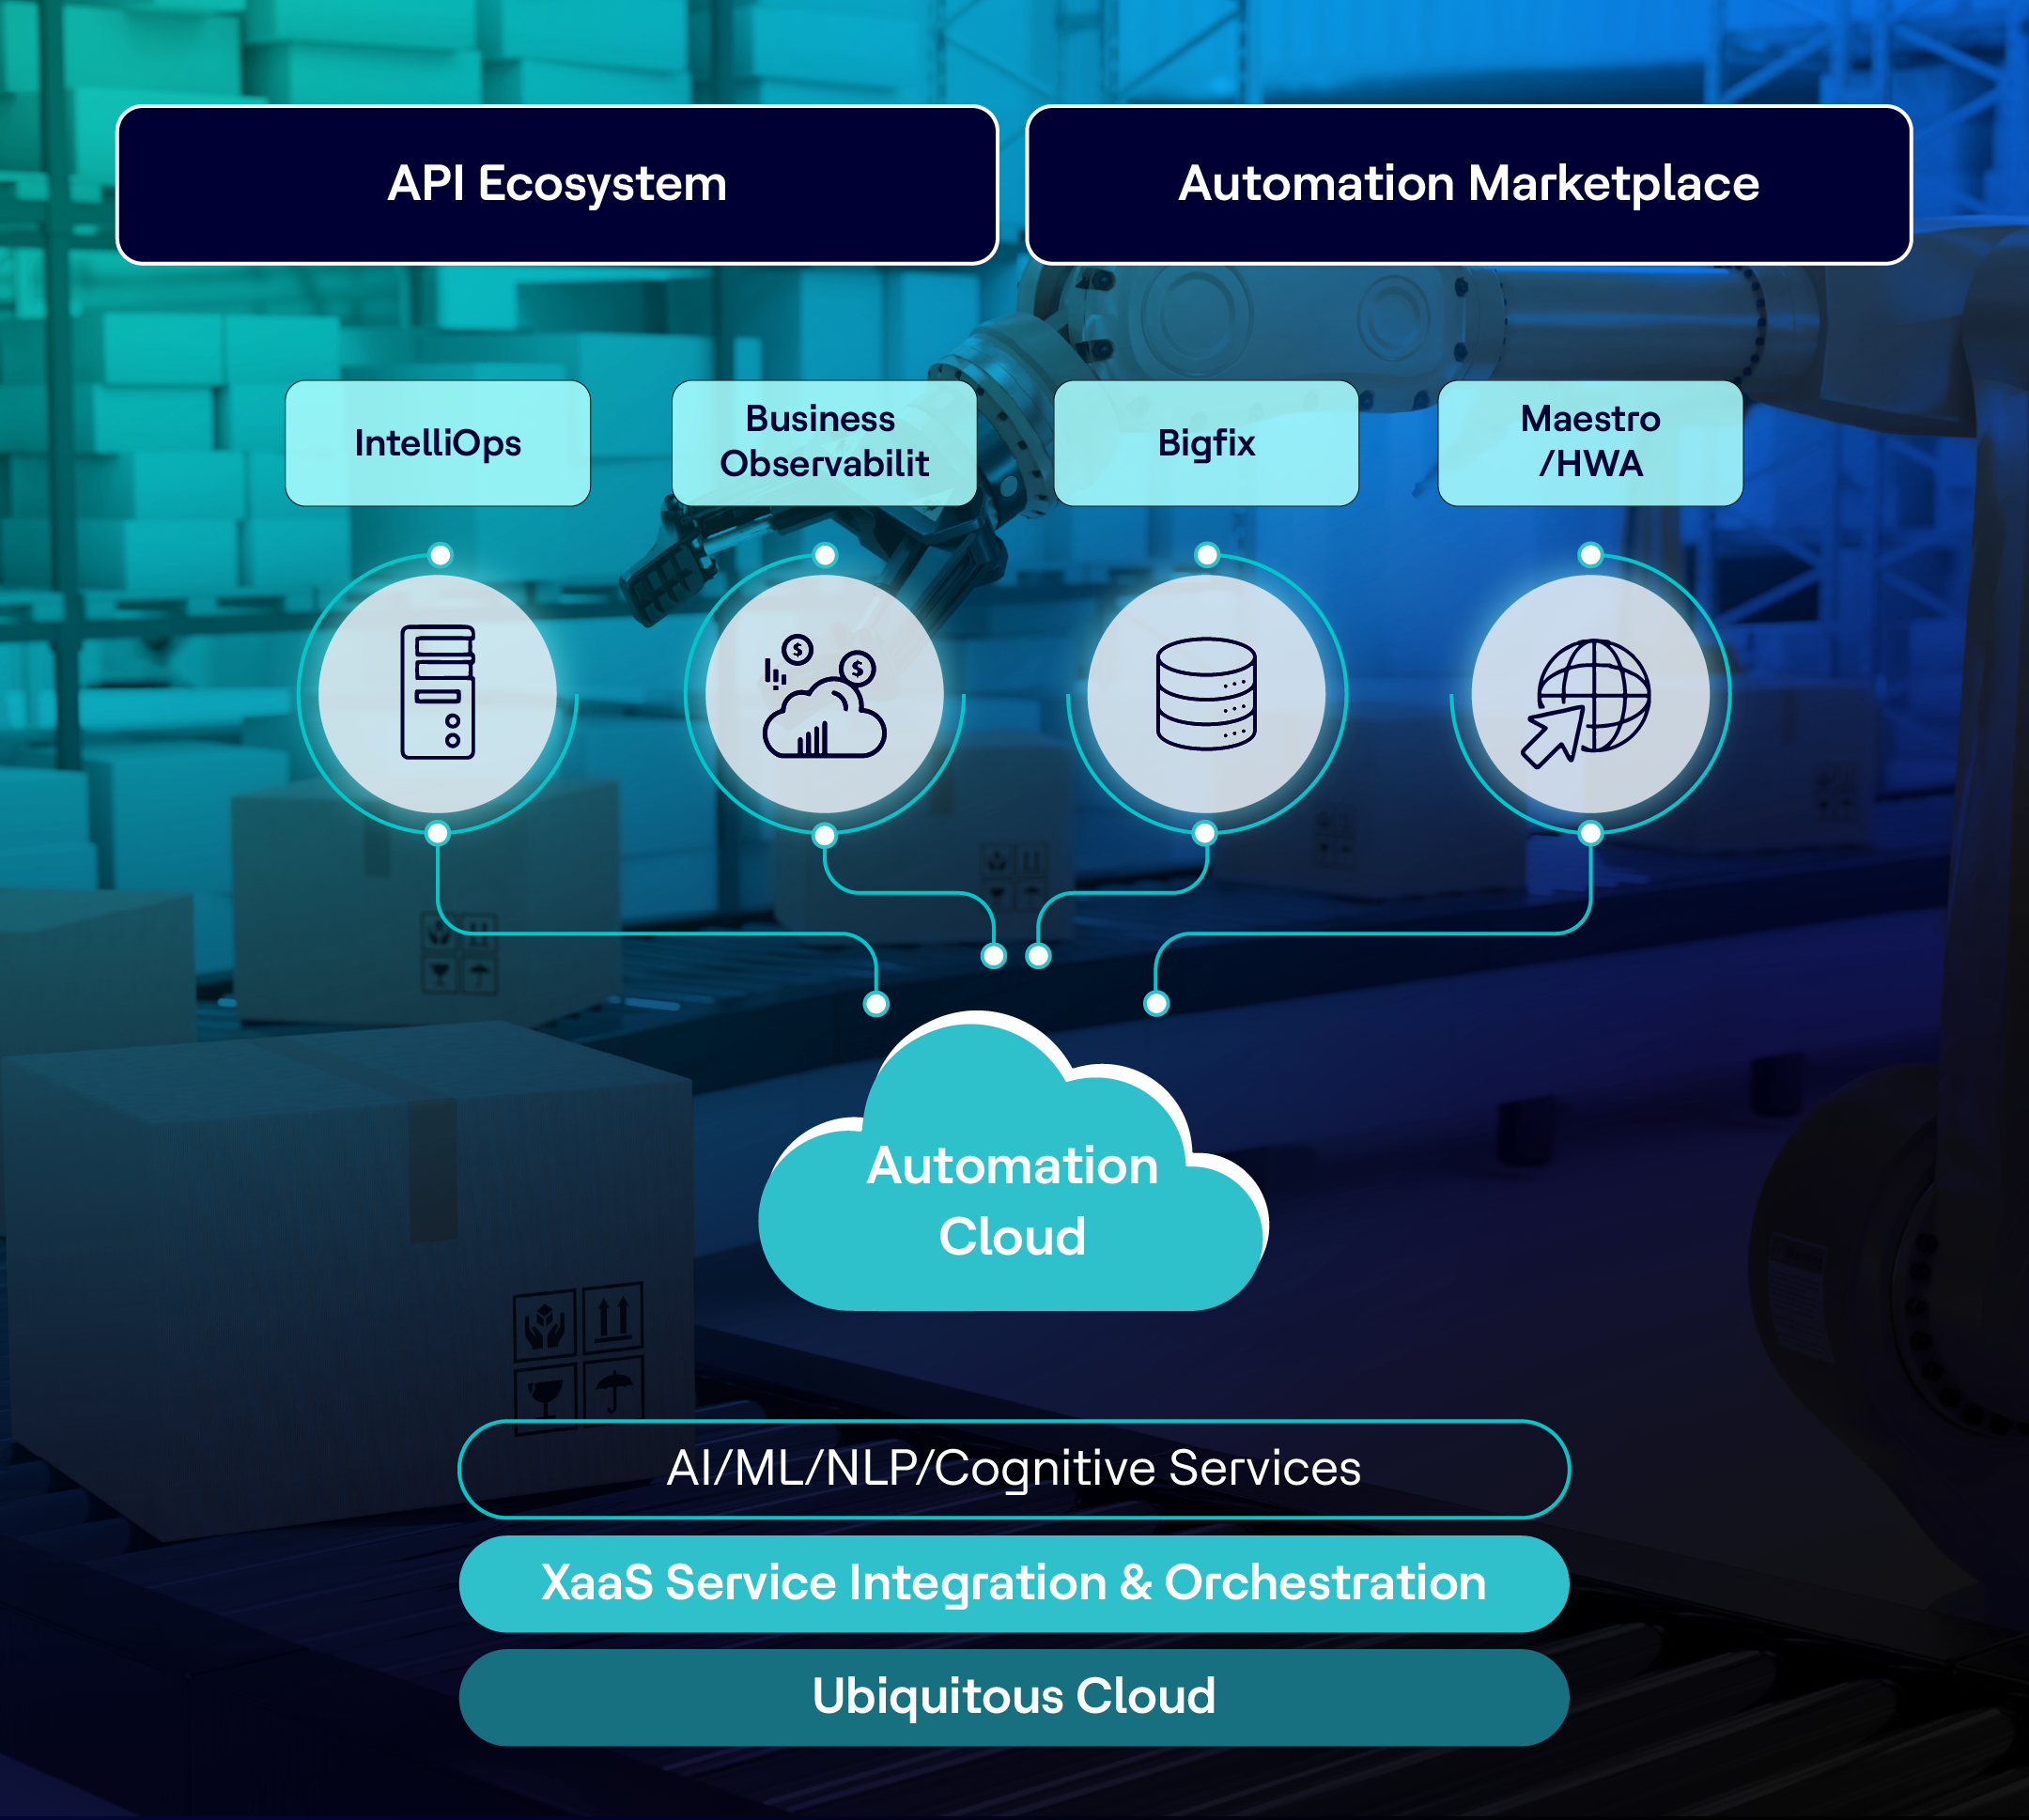 API Ecosystem
Automation Marketplace
IntelliOps
Business
Observabilit
Bigfix
Maestro
/HWA
$
$
Automation
Cloud
AI/ML/NLP/Cognitive Services
XaaS Service Integration & Orchestration
Ubiquitous Cloud